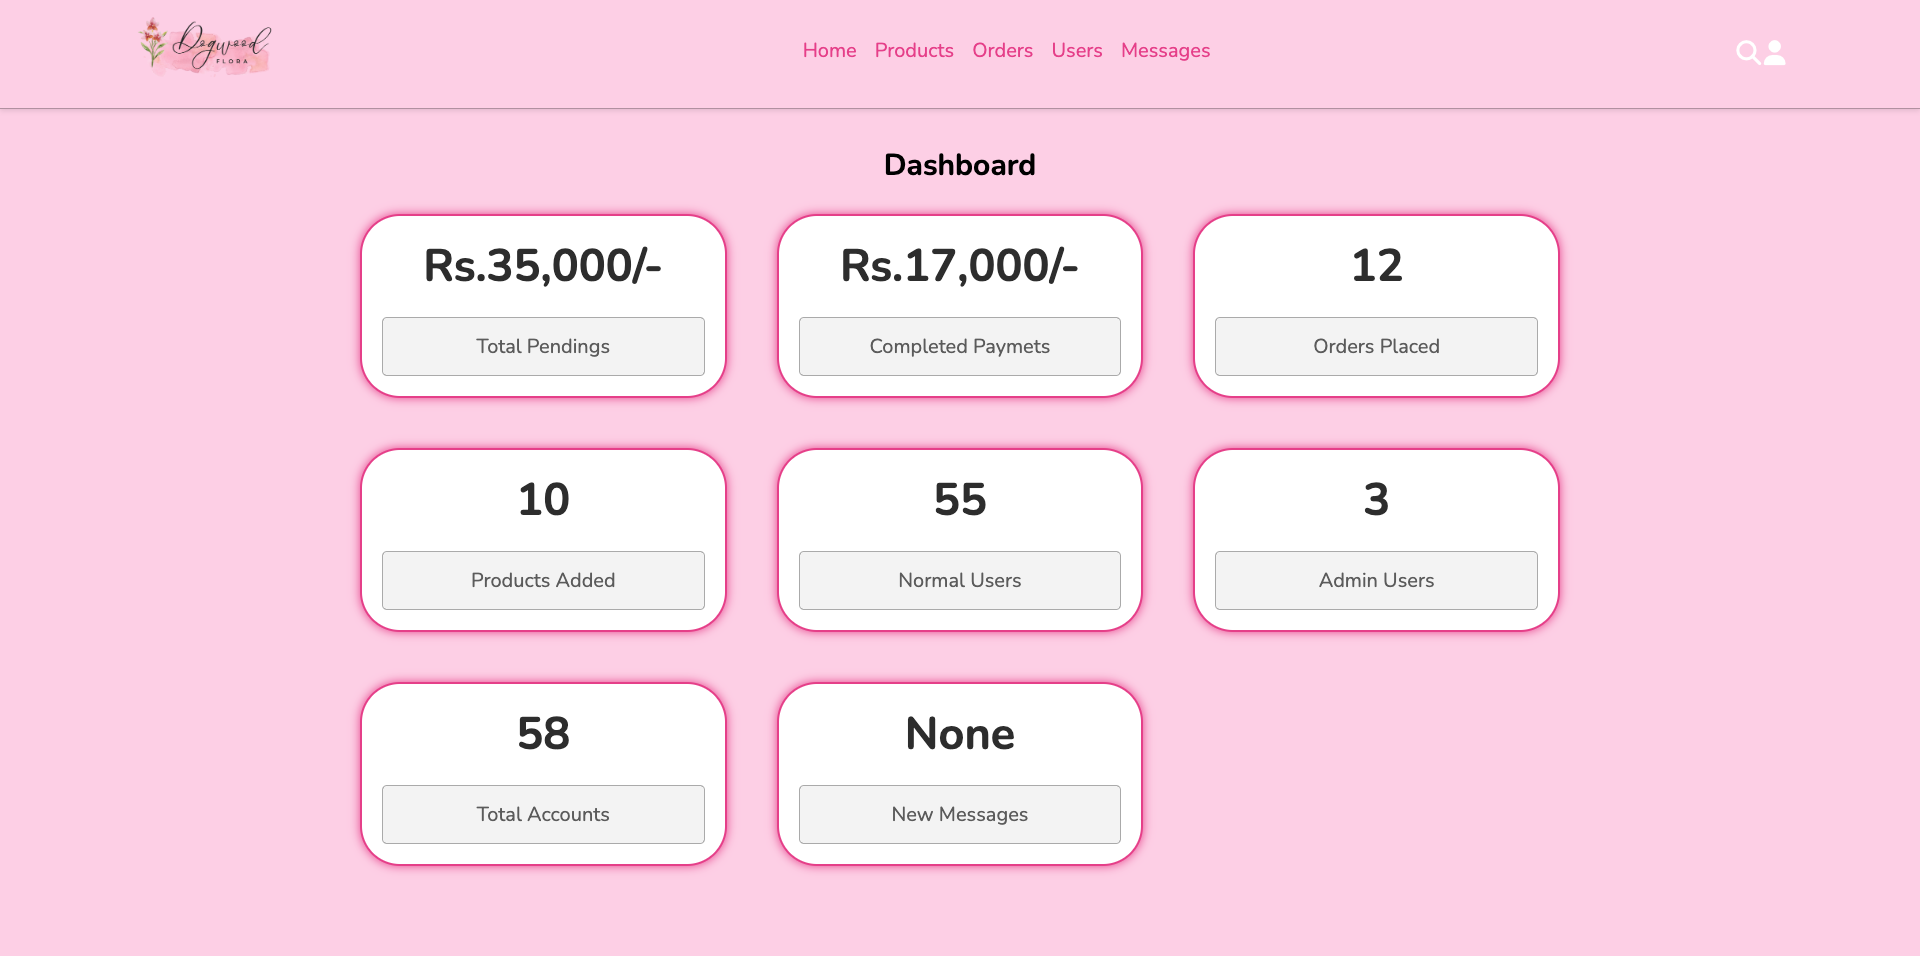 Dogwood
FLORA
Home Products Orders Users Messages
Dashboard
Rs.35,000/-
Total Pendings
Rs.17,000/-
Completed Paymets
12
Orders Placed
10
Products Added
55
Normal Users
3
Admin Users
58
Total Accounts
None
New Messages